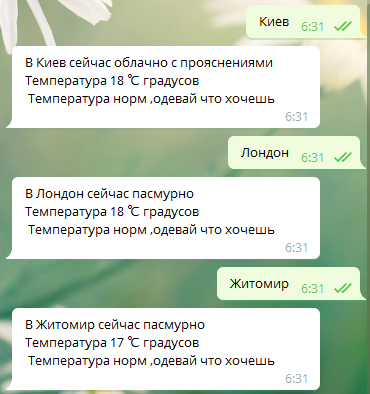 Киев
6:31
В Киев сейчас облачно с прояснениями
Температура 18 ℃ градусов
Температура норм ,одевай что хочешь
6:31
Лондон
6:31
В Лондон сейчас пасмурно
Температура 18 ℃ градусов
Температура норм ,одевай что хочешь
6:31
Житомир
6:31
В Житомир сейчас пасмурно
Температура 17 ℃ градусов
Температура норм ,одевай что хочешь
6:31